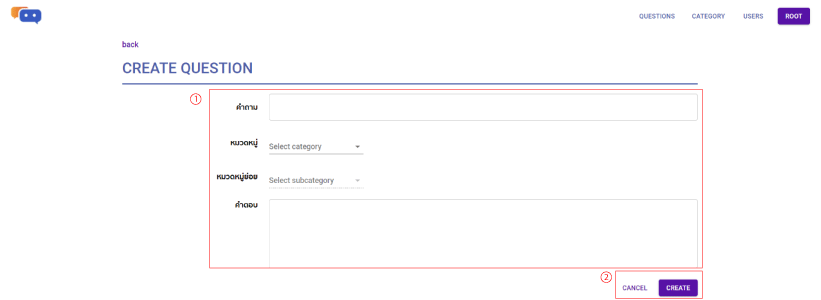 QUESTIONS CATEGORY USERS ROOT
back
CREATE QUESTION
①
คำถาม
หมวดหมู่ Select category
หมวดหมู่ย่อย Select subcategory
คำตอบ
②
CANCEL CREATE